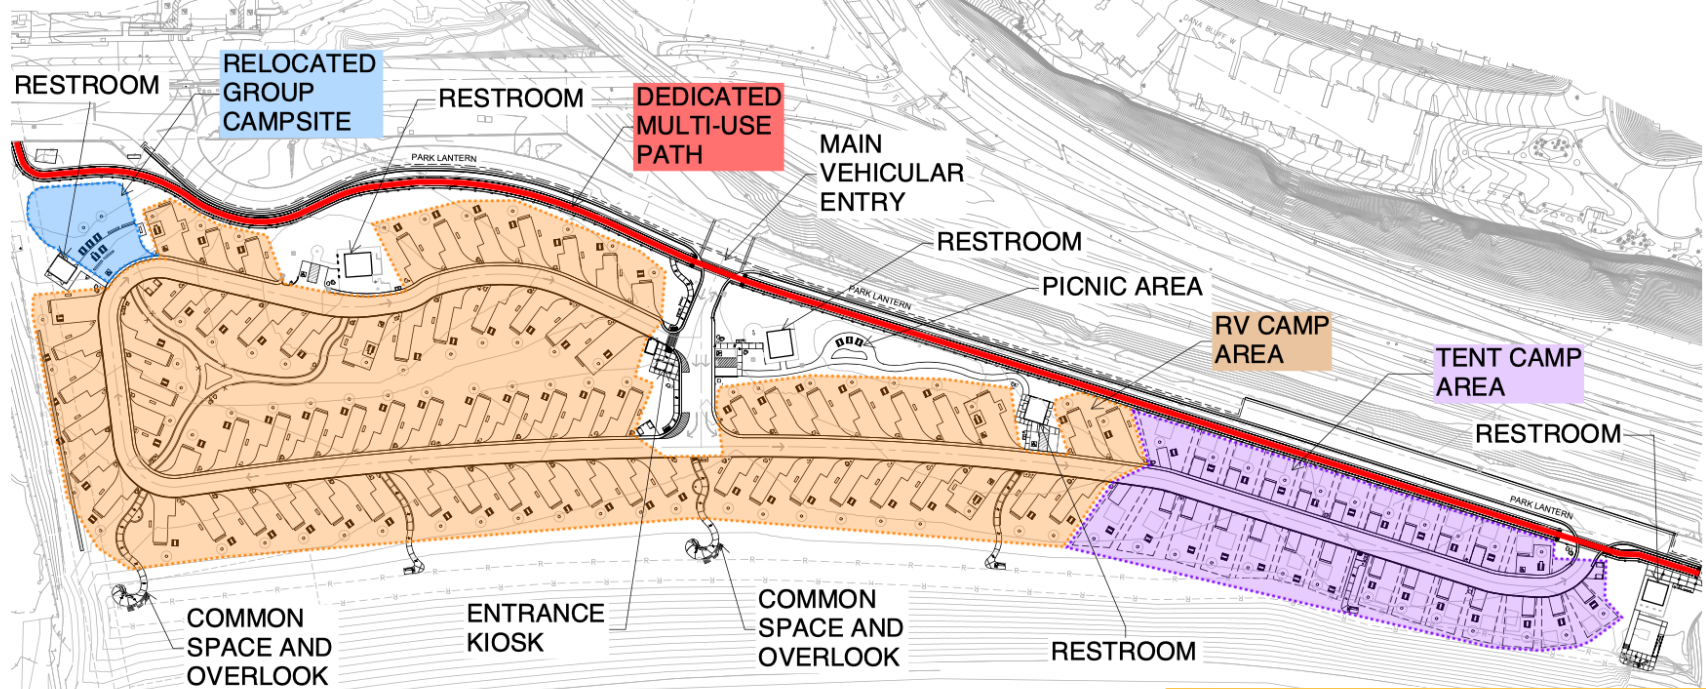 DANA BLUFF W
RESTROOM
RELOCATED
GROUP
CAMPSITE
RESTROOM
DEDICATED
MULTI-USE
PATH
MAIN
VEHICULAR
ENTRY
PARK LANTERN
RESTROOM
PICNIC AREA
PARK LANTERN
RV CAMP
AREA
TENT CAMP
AREA
RESTROOM
PARK LANTERN
COMMON
SPACE AND
OVERLOOK
ENTRANCE
KIOSK
COMMON
SPACE AND
OVERLOOK
RESTROOM